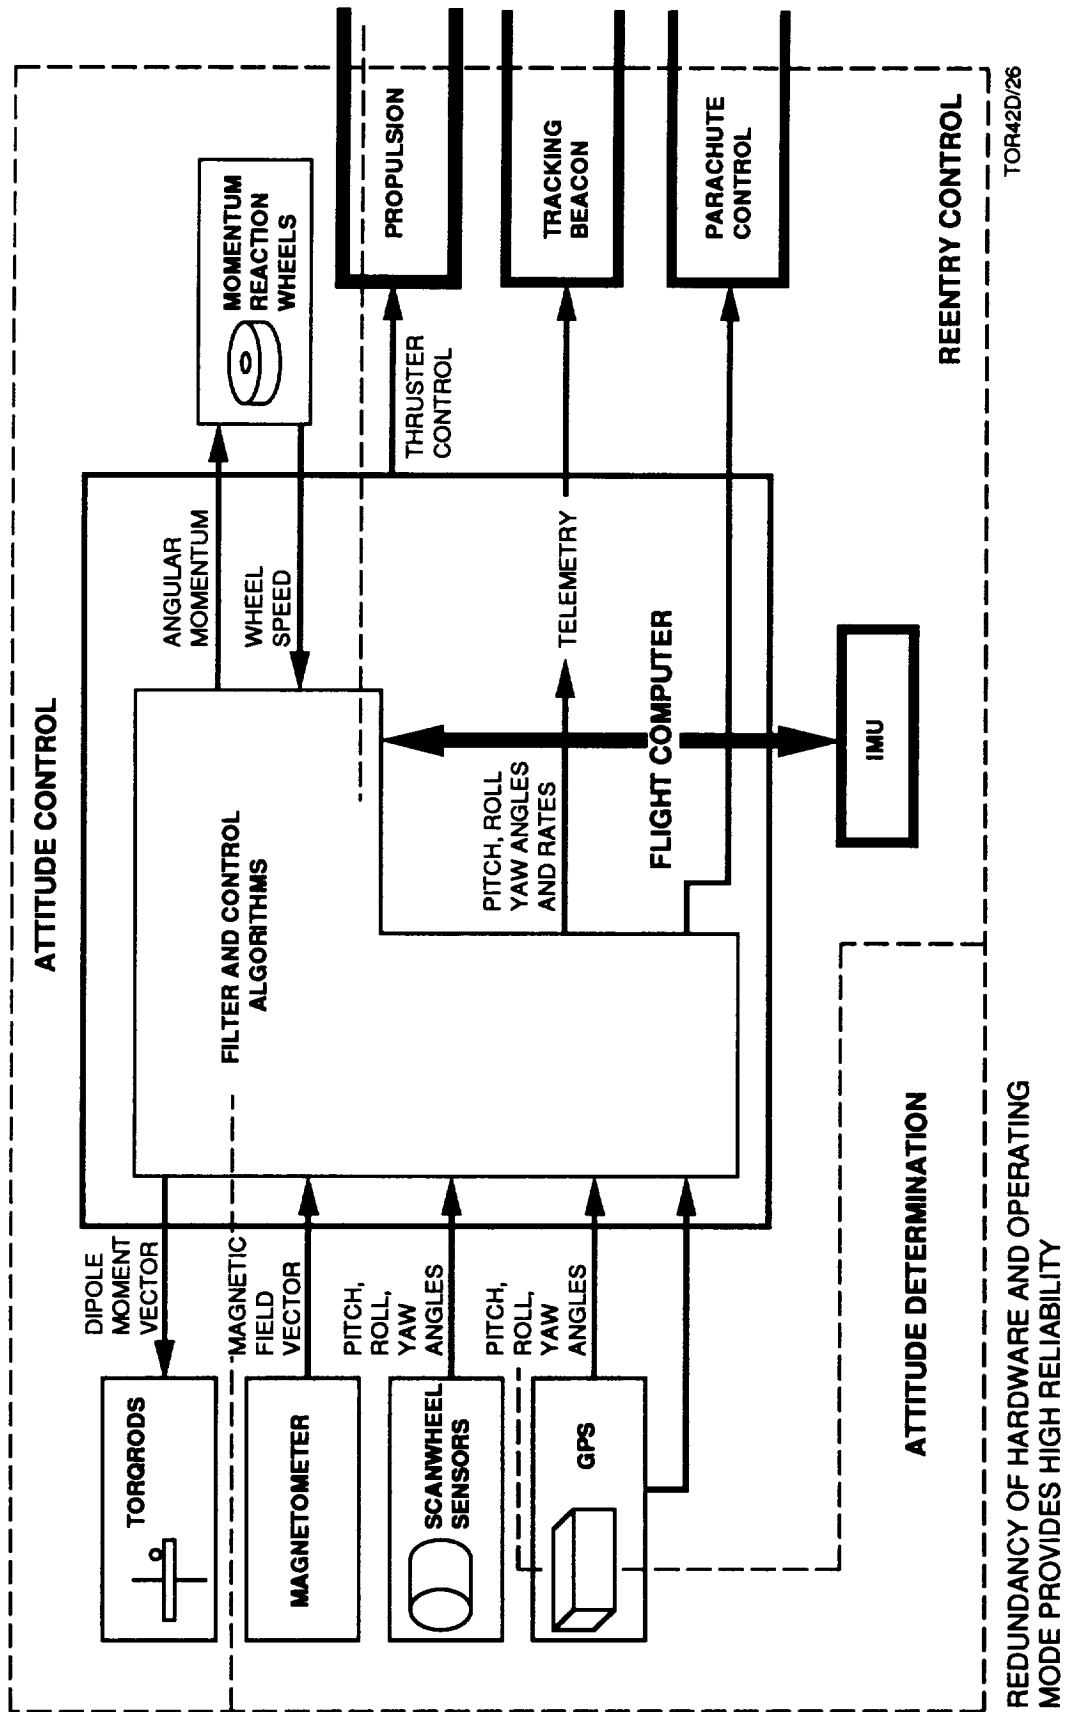 ATTITUDE CONTROL
TORQRODS
DIPOLE
MOMENT
VECTOR
MAGNETOMETER
MAGNETIC
FIELD
VECTOR
SCANWHEEL
SENSORS
PITCH,
ROLL,
YAW
ANGLES
GPS
PITCH,
ROLL,
YAW
ANGLES
FILTER AND CONTROL
ALGORITHMS
ANGULAR
MOMENTUM
WHEEL
SPEED
MOMENTUM
REACTION
WHEELS
THRUSTER
CONTROL
PROPULSION
PITCH, ROLL
YAW ANGLES
AND RATES
TELEMETRY
TRACKING
BEACON
FLIGHT COMPUTER
PARACHUTE
CONTROL
IMU
ATTITUDE DETERMINATION
REENTRY CONTROL
REDUNDANCY OF HARDWARE AND OPERATING
MODE PROVIDES HIGH RELIABILITY
TOR42D/26